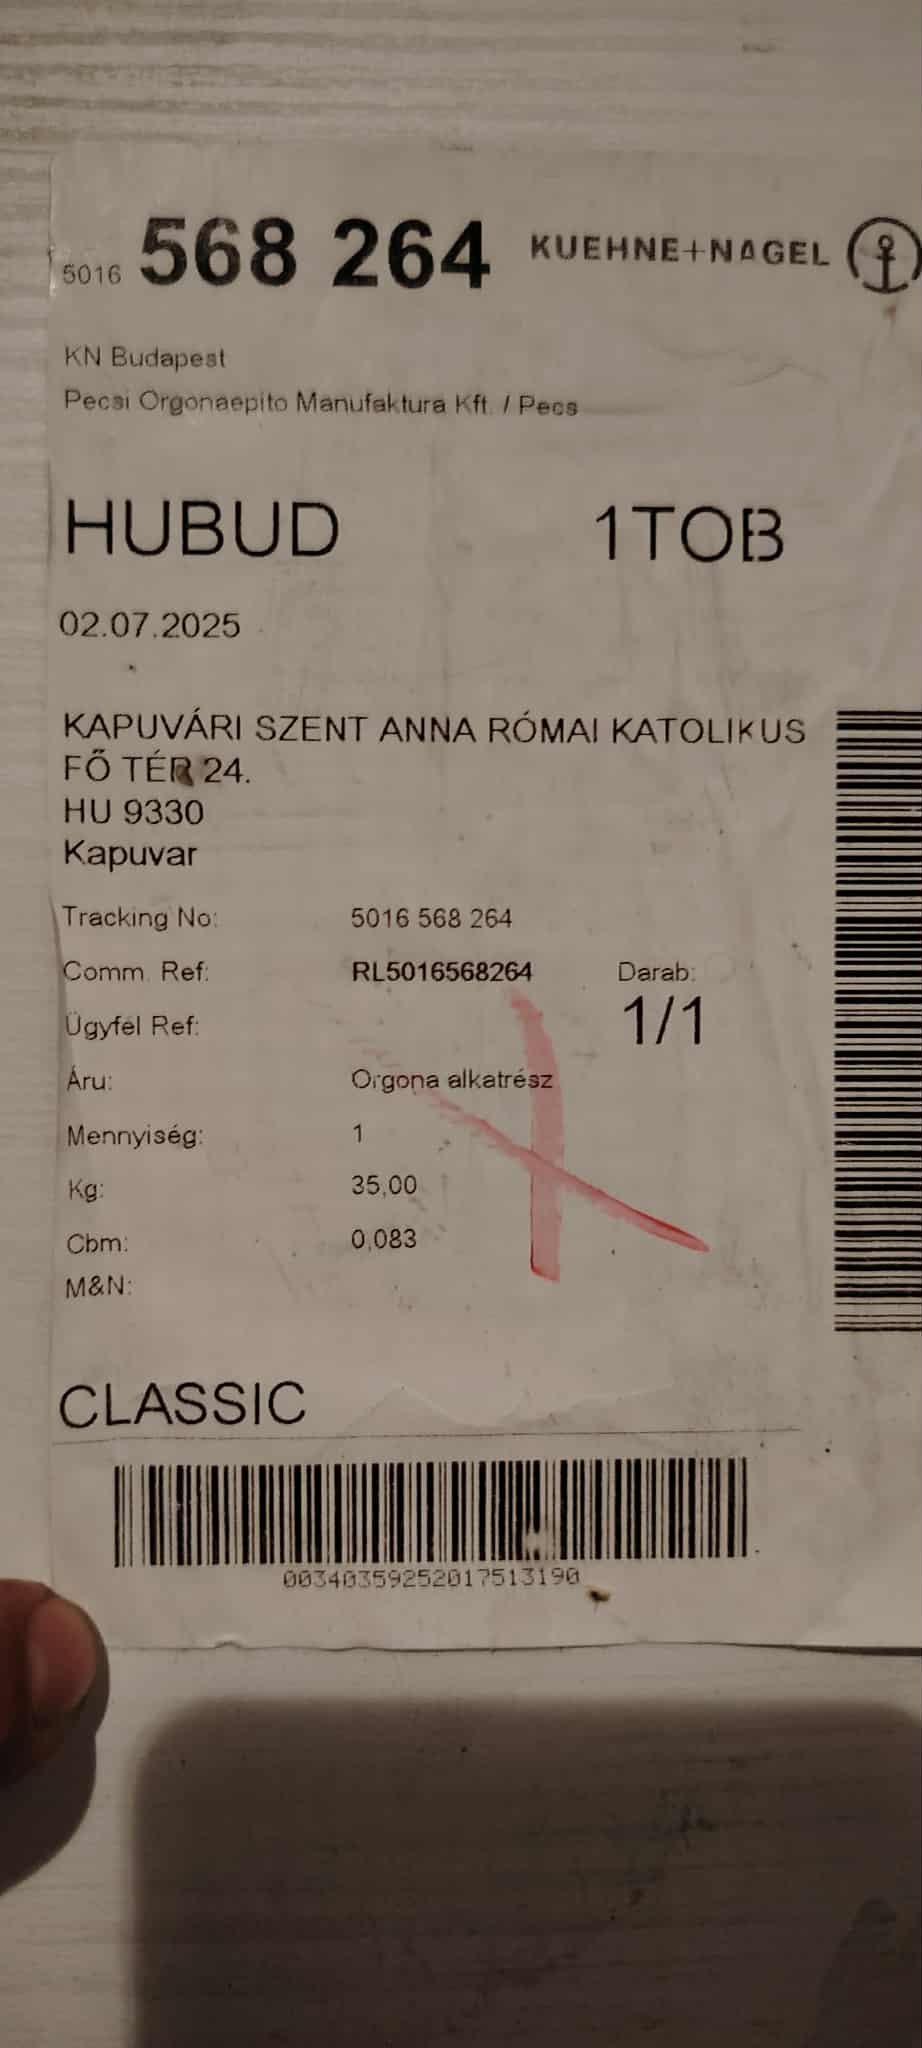 5016 568 264 KUEHNE+NAGEL
KN Budapest
Pecsi Orgonaepito Manufaktura Kft. / Pecs
HUBUD 1TOB
02.07.2025
KAPUVÁRI SZENT ANNA RÓMAI KATOLIKUS
FŐ TÉR 24.
HU 9330
Kapuvar
Tracking No: 5016 568 264
Comm. Ref: RL5016568264 Darab:
1/1
Ügyfél Ref:
Áru: Orgona alkatrész
Mennyiség: 1
Kg: 35,00
Cbm: 0,083
M&N:
CLASSIC
00340359252017513190